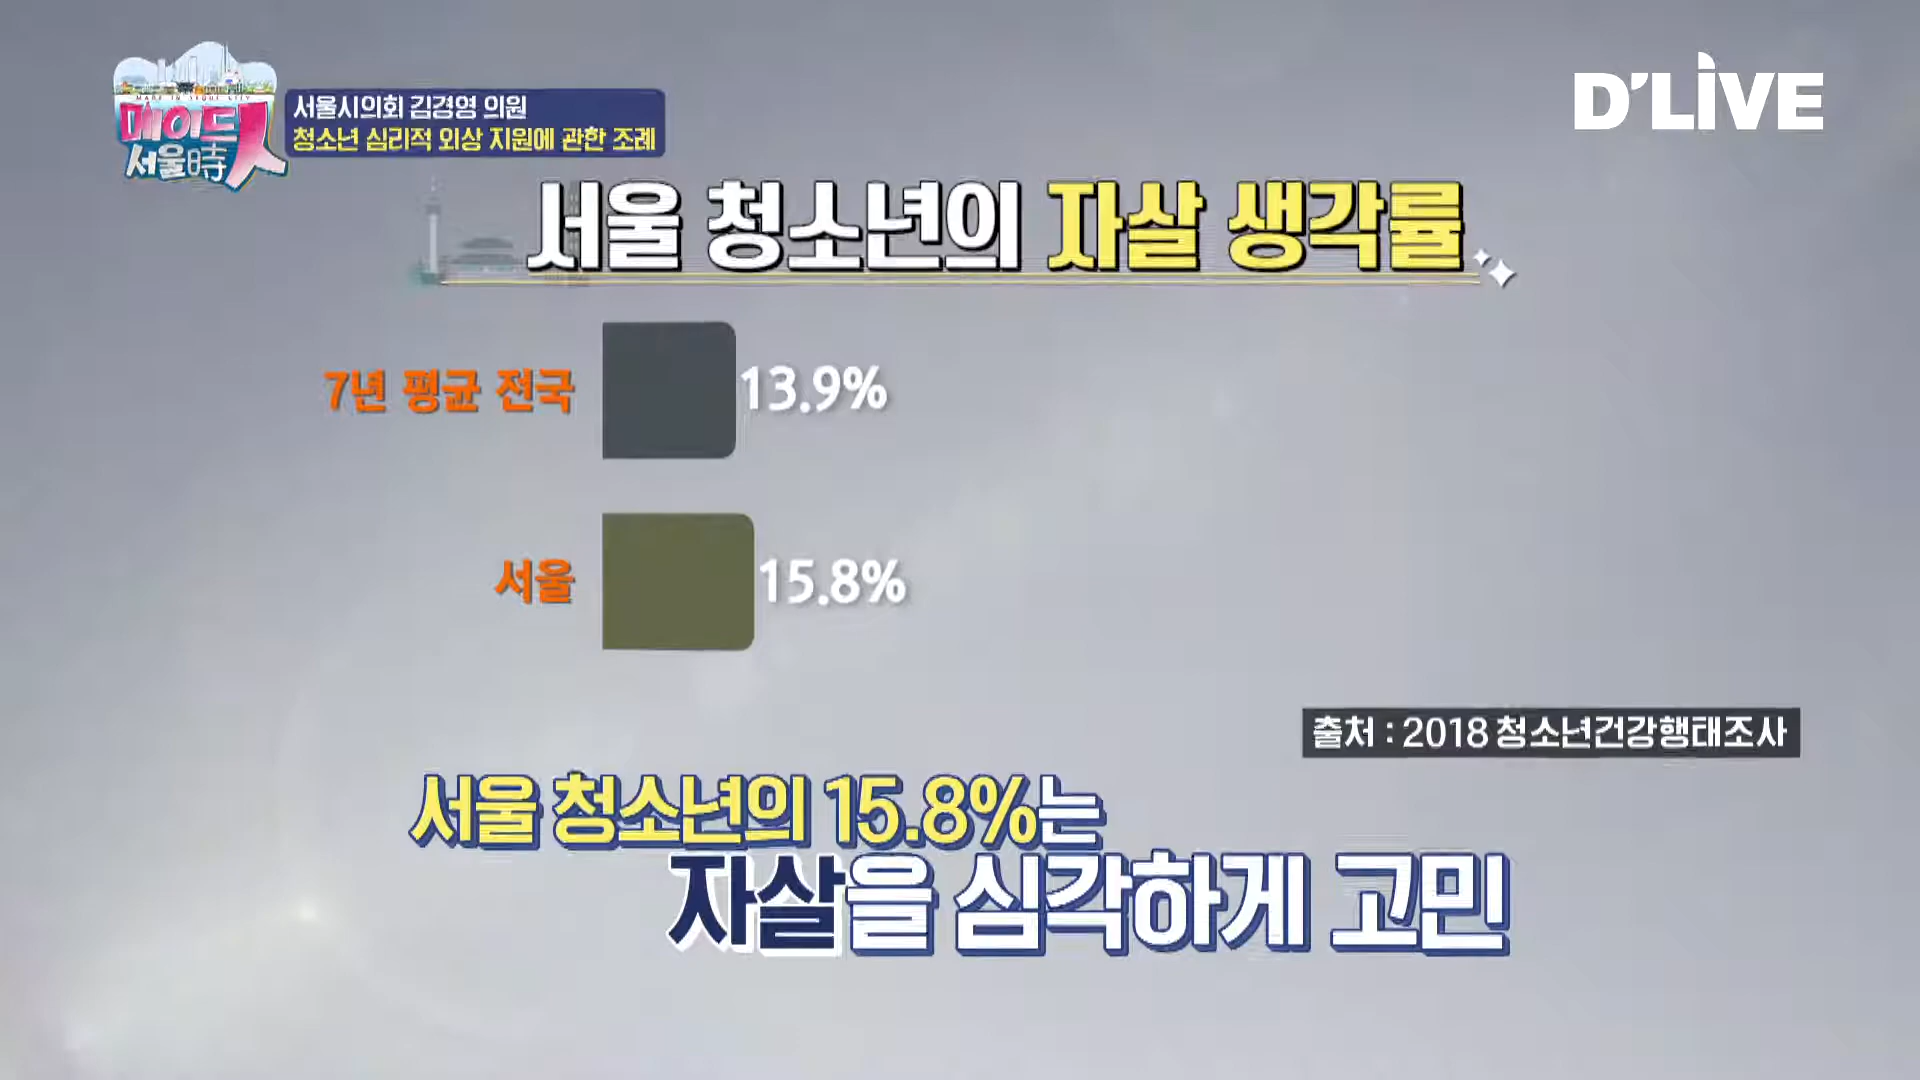 MADE IN SEOUL CITY
메이드 人
서울時
서울시의회 김경영 의원
청소년 심리적 외상 지원에 관한 조례
D'LIVE
서울 청소년의 자살 생각률
7년 평균 전국 13.9%
서울 15.8%
출처 : 2018 청소년건강행태조사
서울 청소년의 15.8%는
자살을 심각하게 고민